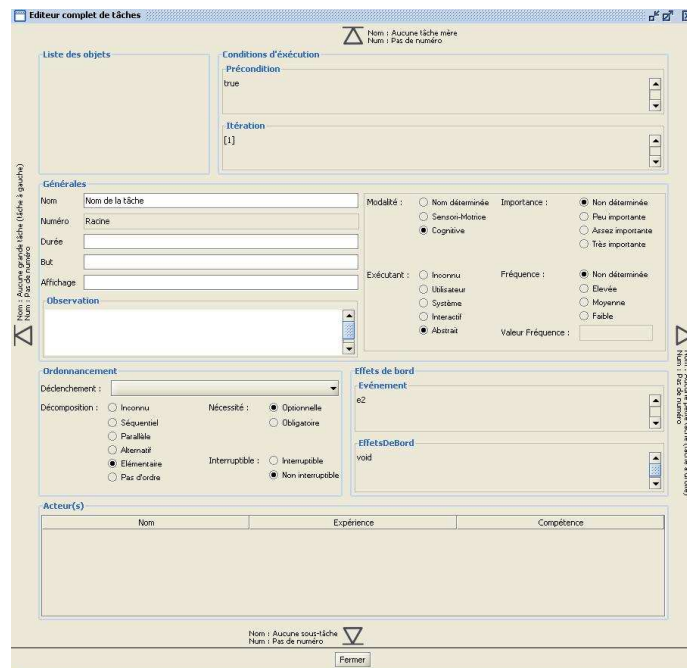 Editeur complet de tâches
Nom : Aucune tâche mère
Num : Pas de numéro
Liste des objets
Conditions d'éxécution
Précondition
true
Itération
[1]
Nom : Aucune grande tâche (tâche à gauche)
Num : Pas de numéro
Générales
Nom
Nom de la tâche
Numéro
Racine
Durée
But
Affichage
Observation
Modalité :
Nom déterminée
Sensori-Motrice
Cognitive
Importance :
Non déterminée
Peu importante
Assez importante
Très importante
Exécutant :
Inconnu
Utilisateur
Système
Interactif
Abstrait
Fréquence :
Non déterminée
Elevée
Moyenne
Faible
Valeur Fréquence :
Num : Pas de numéro
Ordonnancement
Déclenchement :
Décomposition :
Inconnu
Séquentiel
Parallèle
Alternatif
Elémentaire
Pas d'ordre
Nécessité :
Optionnelle
Obligatoire
Interruptible :
Interruptible
Non interruptible
Effets de bord
Evénement
e2
EffetsDeBord
void
Acteur(s)
Nom Expérience Compétence
Nom : Aucune sous-tâche
Num : Pas de numéro
Fermer